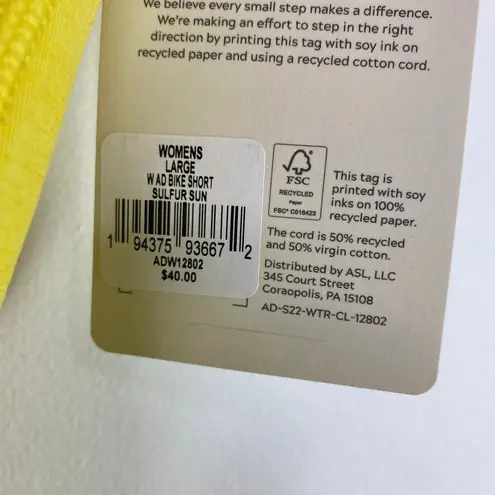 We believe every small step makes a difference.
We're making an effort to step in the right
direction by printing this tag with soy ink on
recycled paper and using a recycled cotton cord.
WOMENS
LARGE
W AD BIKE SHORT
SULFUR SUN
1 94375 93667 2
ADW12802
$40.00
FSC
RECYCLED
Paper
FSC® C016423
This tag is
printed with soy
inks on 100%
recycled paper.
The cord is 50% recycled
and 50% virgin cotton.
Distributed by ASL, LLC
345 Court Street
Coraopolis, PA 15108
AD-S22-WTR-CL-12802